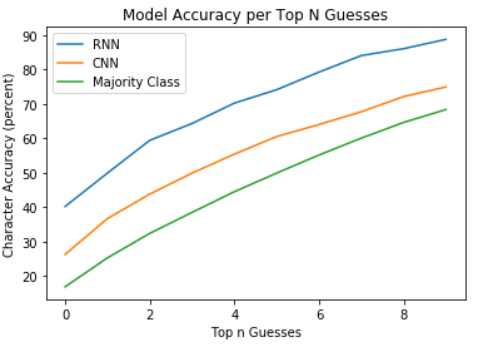 Model Accuracy per Top N Guesses
90
80
70
60
50
40
30
20
Character Accuracy (percent)
RNN
CNN
Majority Class
0 2 4 6 8
Top n Guesses